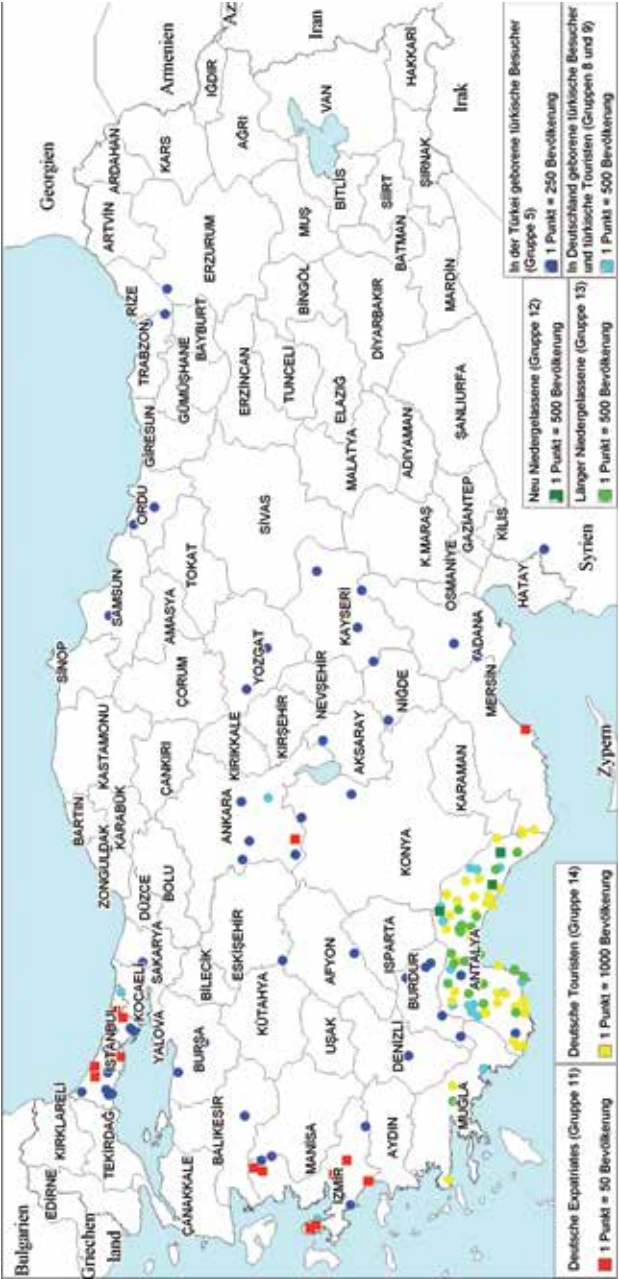 Bulgarien
Griechen
land
Georgien
Armenien
Az
Iran
Irak
Syrien
Zypern
EDIRNE
KIRKLARELİ
TEKİRDAĞ
İSTANBUL
KOCAELİ
YALOVA
SAKARYA
DÜZCE
BOLU
ZONGULDAK
BARTIN
KARABÜK
KASTAMONU
SİNOP
ÇANKIRI
ÇORUM
SAMSUN
AMASYA
TOKAT
ORDU
GİRESUN
TRABZON
GÜMÜŞHANE
RİZE
BAYBURT
ARTVİN
ARDAHAN
KARS
IĞDIR
AĞRI
ERZURUM
ERZİNCAN
TUNCELİ
BİNGÖL
MUŞ
BİTLİS
VAN
HAKKARİ
ŞIRNAK
SİİRT
BATMAN
MARDİN
DİYARBAKIR
ELAZIĞ
MALATYA
ADIYAMAN
ŞANLIURFA
GAZİANTEP
KİLİS
K.MARAŞ
OSMANİYE
HATAY
ADANA
MERSİN
SİVAS
KAYSERİ
YOZGAT
KIRŞEHİR
NEVŞEHİR
NİĞDE
AKSARAY
KIRIKKALE
ANKARA
KONYA
KARAMAN
ANTALYA
ISPARTA
BURDUR
AFYON
ESKİŞEHİR
BİLECİK
KÜTAHYA
UŞAK
DENİZLİ
MUĞLA
AYDIN
İZMİR
MANİSA
BALIKESİR
BURSA
ÇANAKKALE
Deutsche Expatriates (Gruppe 11)
1 Punkt = 50 Bevölkerung
Deutsche Touristen (Gruppe 14)
1 Punkt = 1000 Bevölkerung
Neu Niedergelassene (Gruppe 12)
1 Punkt = 500 Bevölkerung
Länger Niedergelassene (Gruppe 13)
1 Punkt = 500 Bevölkerung
In der Türkei geborene türkische Besucher
(Gruppe 5)
1 Punkt = 250 Bevölkerung
In Deutschland geborene türkische Besucher
und türkische Touristen (Gruppen 8 und 9)
1 Punkt = 500 Bevölkerung